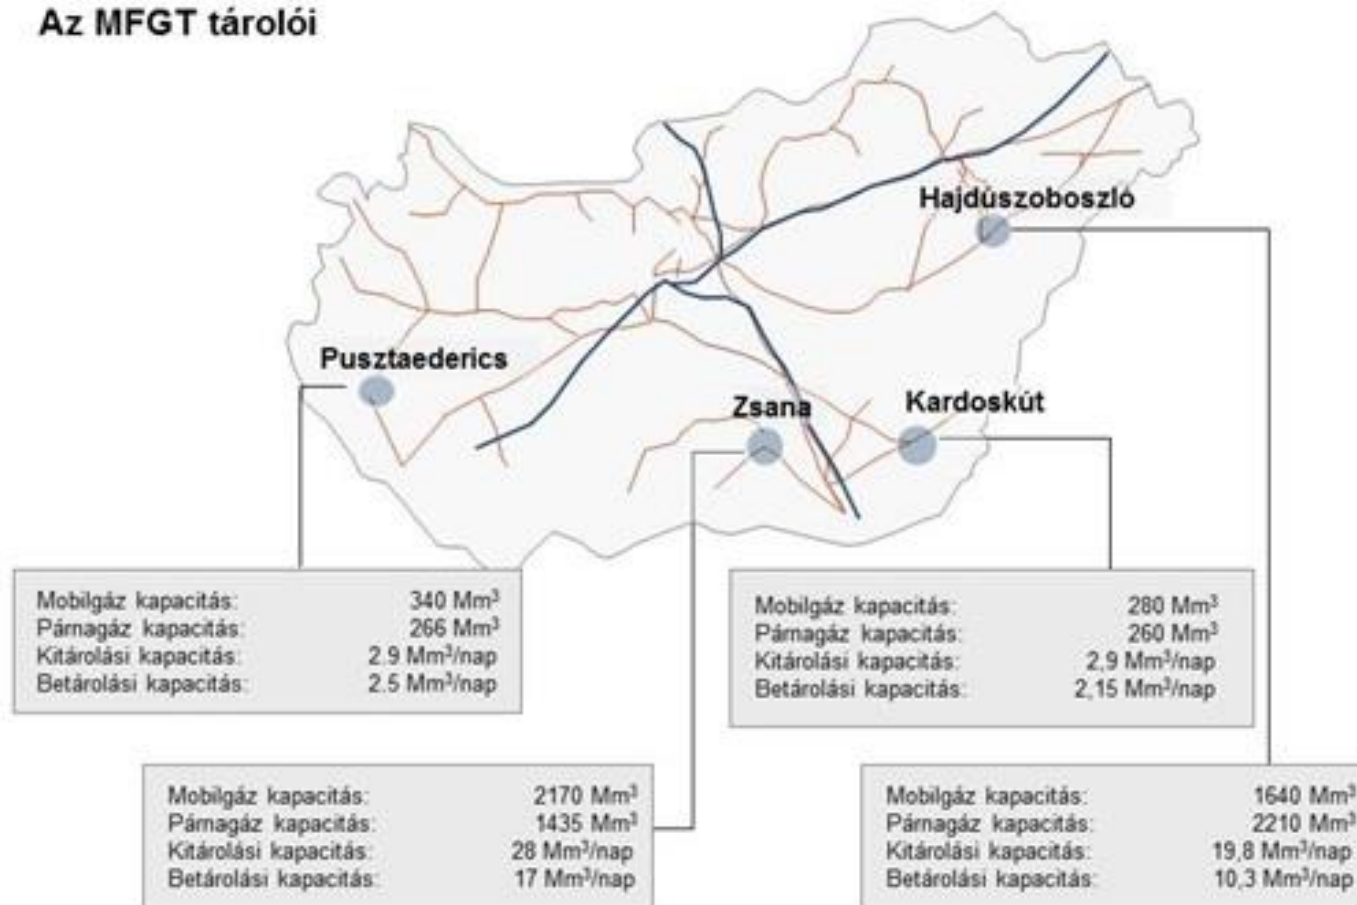 Az MFGT tárolói
Hajdúszoboszló
Pusztaederics
Zsana
Kardoskút
Mobilgáz kapacitás: 340 Mm³
Párnagáz kapacitás: 266 Mm³
Kitárolási kapacitás: 2.9 Mm³/nap
Betárolási kapacitás: 2.5 Mm³/nap
Mobilgáz kapacitás: 280 Mm³
Párnagáz kapacitás: 260 Mm³
Kitárolási kapacitás: 2,9 Mm³/nap
Betárolási kapacitás: 2,15 Mm³/nap
Mobilgáz kapacitás: 2170 Mm³
Párnagáz kapacitás: 1435 Mm³
Kitárolási kapacitás: 28 Mm³/nap
Betárolási kapacitás: 17 Mm³/nap
Mobilgáz kapacitás: 1640 Mm³
Párnagáz kapacitás: 2210 Mm³
Kitárolási kapacitás: 19,8 Mm³/nap
Betárolási kapacitás: 10,3 Mm³/nap